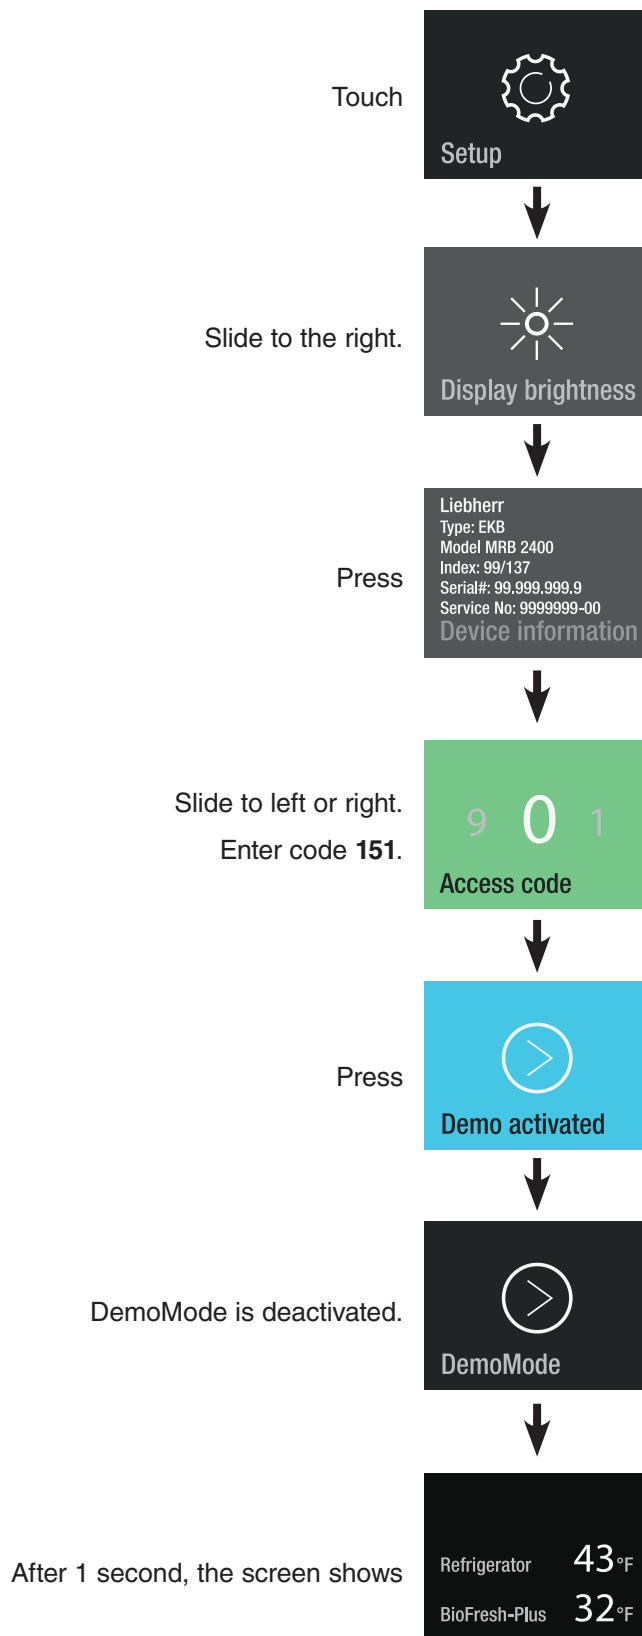 Touch
Setup
Slide to the right.
Display brightness
Press
Liebherr
Type: EKB
Model MRB 2400
Index: 99/137
Serial#: 99.999.999.9
Service No: 9999999-00
Device information
Slide to left or right.
Enter code 151.
9 0 1
Access code
Press
Demo activated
DemoMode is deactivated.
DemoMode
After 1 second, the screen shows
Refrigerator 43°F
BioFresh-Plus 32°F